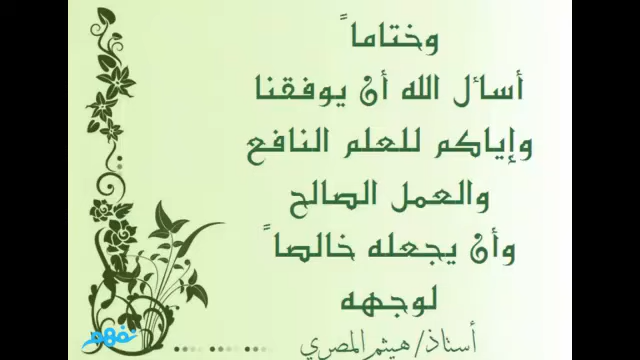 وختاماً
أسأل الله أن يوفقنا
وإياكم للعلم النافع
والعمل الصالح
وأن يجعله خالصاً
لوجهه
أستاذ/ هيثم المصري
نفهم